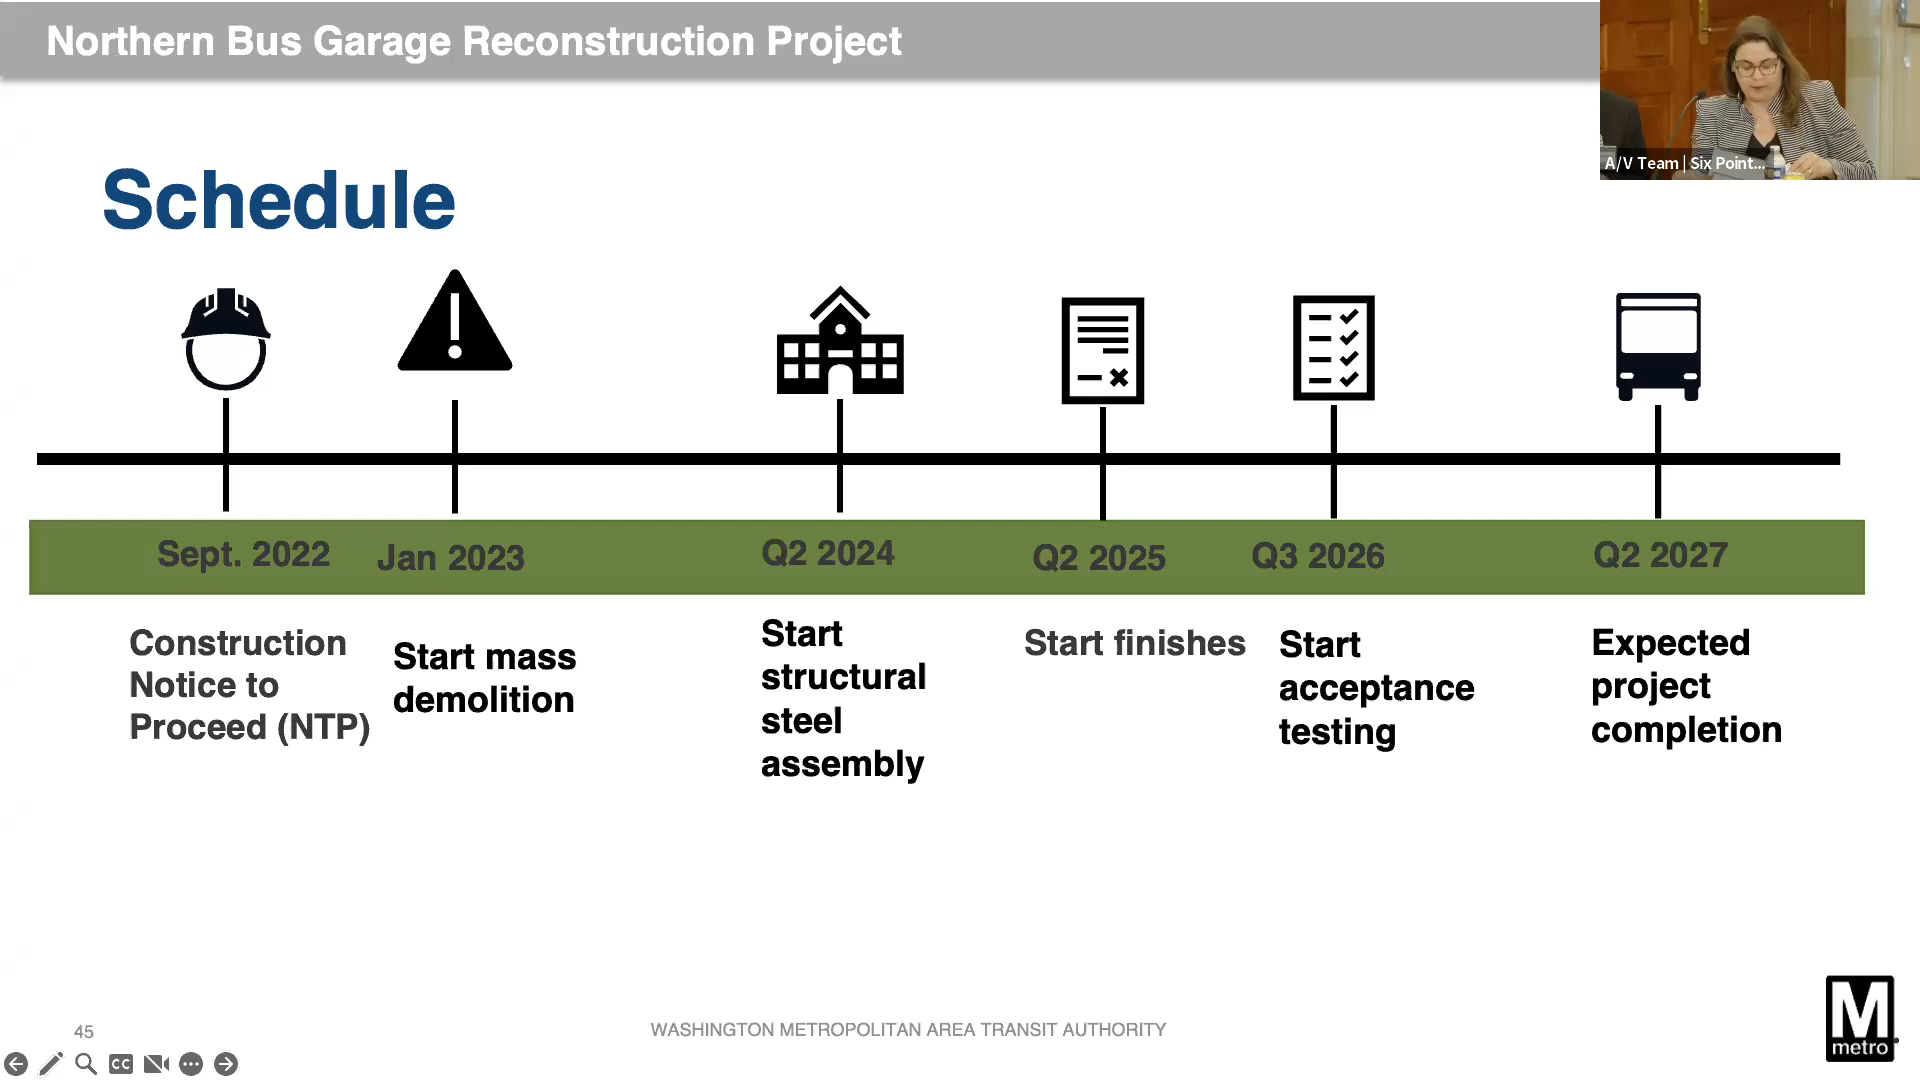 Northern Bus Garage Reconstruction Project
A/V Team | Six Point...
Schedule
Sept. 2022
Jan 2023
Q2 2024
Q2 2025
Q3 2026
Q2 2027
Construction
Notice to
Proceed (NTP)
Start mass
demolition
Start
structural
steel
assembly
Start finishes
Start
acceptance
testing
Expected
project
completion
45
WASHINGTON METROPOLITAN AREA TRANSIT AUTHORITY
M
metro
CC